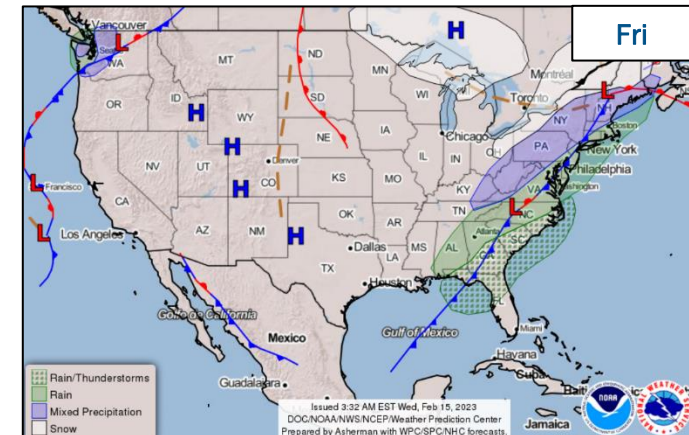 Fri
Vancouver
Seattle
WA
MT
ND
MN
Montréal
OR
ID
WY
SD
WI
MI
Toronto
NY
NH
Boston
NV
UT
Denver
CO
NE
IA
Chicago
IL
IN
OH
PA
New York
Philadelphia
Washington
Francisco
CA
KS
MO
KY
VA
Los Angeles
AZ
NM
OK
AR
TN
NC
TX
Dallas
LA
MS
AL
Atlanta
GA
SC
Houston
FL
Miami
Golfo de California
Mexico
Gulf of Mexico
Havana
Cuba
Guadalajara
Jamaica
H
H
H
H
H
L
L
L
L
L
Rain/Thunderstorms
Rain
Mixed Precipitation
Snow
Issued 3:32 AM EST Wed, Feb 15, 2023
DOC/NOAA/NWS/NCEP/Weather Prediction Center
Prepared by Asherman with WPC/SPC/NHC forecasts.
NOAA